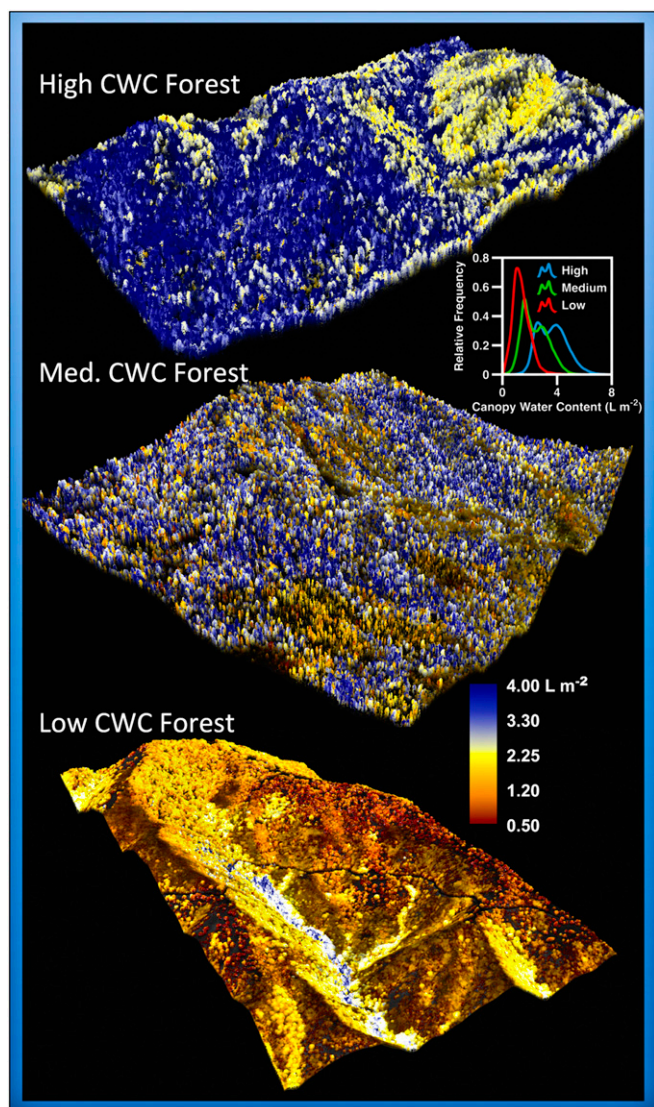 High CWC Forest
0.8
0.6
0.4
0.2
0
Relative Frequency
High
Medium
Low
0 4 8
Canopy Water Content (L m⁻²)
Med. CWC Forest
4.00 L m⁻²
3.30
2.25
1.20
0.50
Low CWC Forest